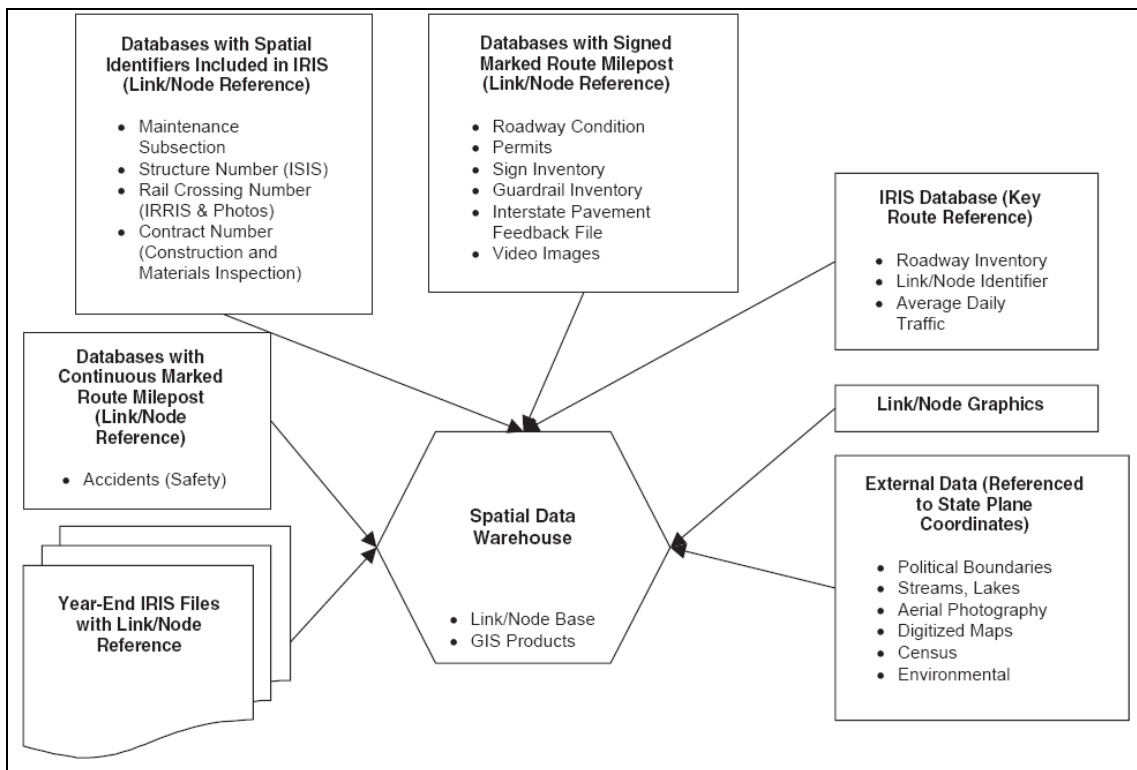 Databases with Spatial
Identifiers Included in IRIS
(Link/Node Reference)
• Maintenance
Subsection
• Structure Number (ISIS)
• Rail Crossing Number
(IRRIS & Photos)
• Contract Number
(Construction and
Materials Inspection)
Databases with Signed
Marked Route Milepost
(Link/Node Reference)
• Roadway Condition
• Permits
• Sign Inventory
• Guardrail Inventory
• Interstate Pavement
Feedback File
• Video Images
IRIS Database (Key
Route Reference)
• Roadway Inventory
• Link/Node Identifier
• Average Daily
Traffic
Databases with
Continuous Marked
Route Milepost
(Link/Node
Reference)
• Accidents (Safety)
Link/Node Graphics
External Data (Referenced
to State Plane
Coordinates)
• Political Boundaries
• Streams, Lakes
• Aerial Photography
• Digitized Maps
• Census
• Environmental
Spatial Data
Warehouse
• Link/Node Base
• GIS Products
Year-End IRIS Files
with Link/Node
Reference